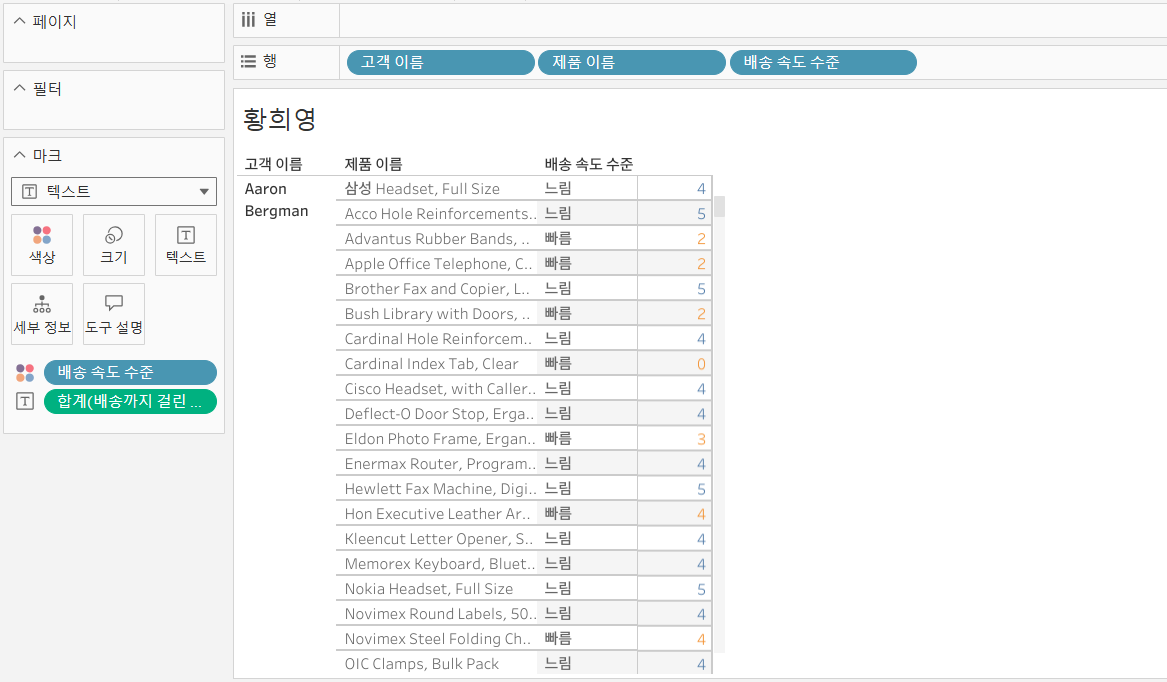 페이지
필터
마크
텍스트
색상
크기
텍스트
세부 정보
도구 설명
배송 속도 수준
합계(배송까지 걸린 ...
열
행
고객 이름
제품 이름
배송 속도 수준
황희영
고객 이름 제품 이름 배송 속도 수준
Aaron Bergman 삼성 Headset, Full Size 느림 4
Acco Hole Reinforcements.. 느림 5
Advantus Rubber Bands, .. 빠름 2
Apple Office Telephone, C.. 빠름 2
Brother Fax and Copier, L.. 느림 5
Bush Library with Doors, .. 빠름 2
Cardinal Hole Reinforcem.. 느림 4
Cardinal Index Tab, Clear 빠름 0
Cisco Headset, with Caller.. 느림 4
Deflect-O Door Stop, Erga.. 느림 4
Eldon Photo Frame, Ergan.. 빠름 3
Enermax Router, Program.. 느림 4
Hewlett Fax Machine, Digi.. 느림 5
Hon Executive Leather Ar.. 빠름 4
Kleencut Letter Opener, S.. 느림 4
Memorex Keyboard, Bluet.. 느림 4
Nokia Headset, Full Size 느림 5
Novimex Round Labels, 50.. 느림 4
Novimex Steel Folding Ch.. 빠름 4
OIC Clamps, Bulk Pack 느림 4